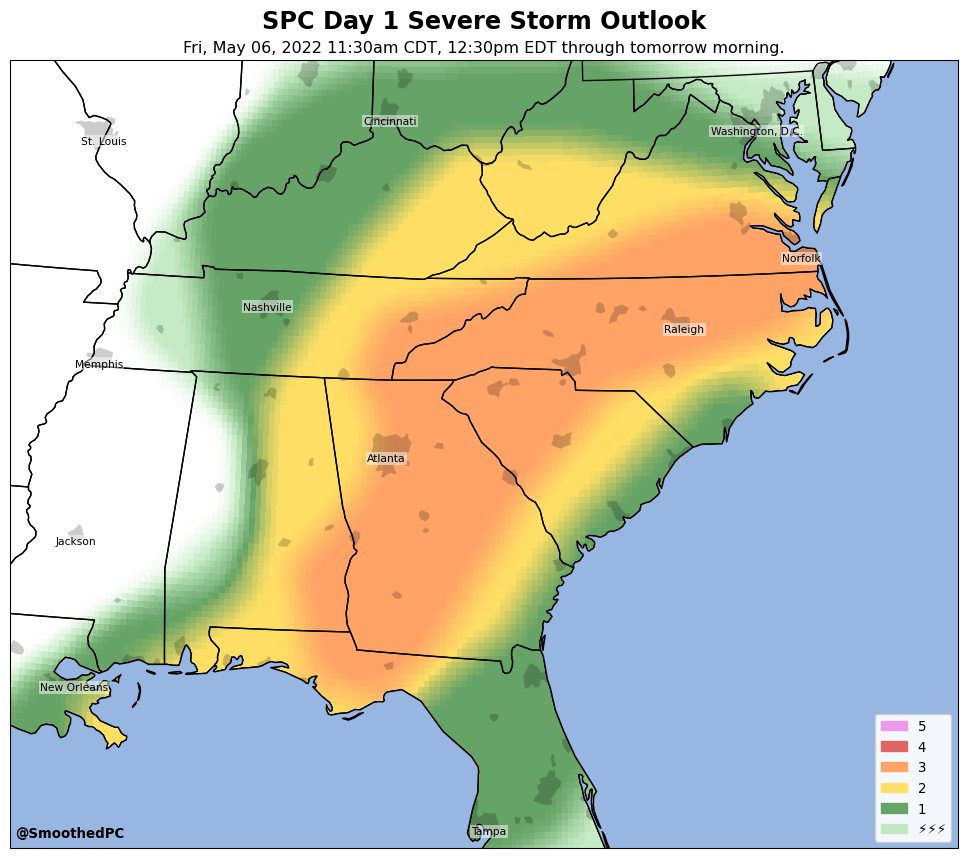 SPC Day 1 Severe Storm Outlook
Fri, May 06, 2022 11:30am CDT, 12:30pm EDT through tomorrow morning.
Cincinnati
St. Louis
Washington, D.C.
Norfolk
Nashville
Raleigh
Memphis
Atlanta
Jackson
New Orleans
5
4
3
2
1
⚡⚡⚡
Tampa
@SmoothedPC